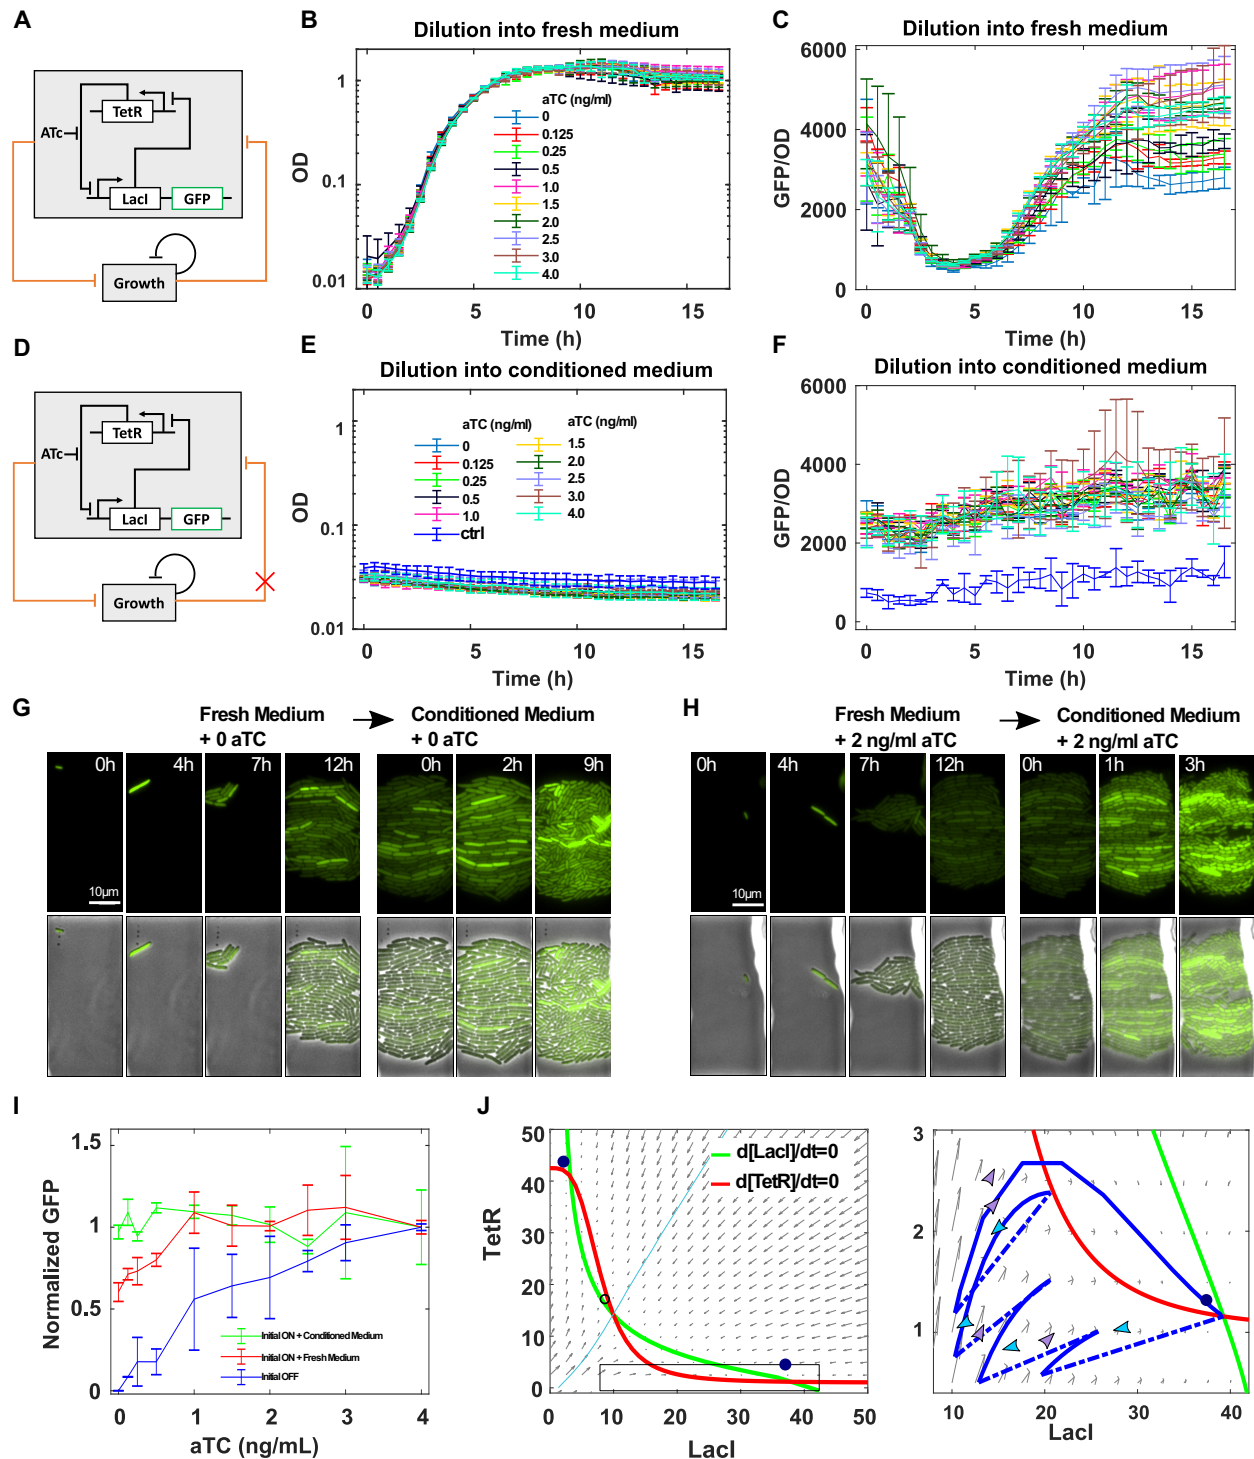 A
TetR
ATc
LacI
GFP
Growth
B
Dilution into fresh medium
OD
1
0.1
0.01
aTC (ng/ml)
0
0.125
0.25
0.5
1.0
1.5
2.0
2.5
3.0
4.0
0
5
10
15
Time (h)
C
Dilution into fresh medium
GFP/OD
6000
4000
2000
0
0
5
10
15
Time (h)
D
TetR
ATc
LacI
GFP
Growth
E
Dilution into conditioned medium
OD
1
0.1
0.01
aTC (ng/ml)
0
0.125
0.25
0.5
1.0
ctrl
aTC (ng/ml)
1.5
2.0
2.5
3.0
4.0
0
5
10
15
Time (h)
F
Dilution into conditioned medium
GFP/OD
6000
4000
2000
0
0
5
10
15
Time (h)
G
Fresh Medium
+ 0 aTC
Conditioned Medium
+ 0 aTC
0h
4h
7h
12h
0h
2h
9h
10µm
H
Fresh Medium
+ 2 ng/ml aTC
Conditioned Medium
+ 2 ng/ml aTC
0h
4h
7h
12h
0h
1h
3h
10µm
I
Normalized GFP
1.5
1
0.5
0
Initial ON + Conditioned Medium
Initial ON + Fresh Medium
Initial OFF
0
1
2
3
4
aTC (ng/mL)
J
TetR
50
40
30
20
10
0
d[LacI]/dt=0
d[TetR]/dt=0
0
10
20
30
40
50
LacI
3
2
1
10
20
30
40
LacI